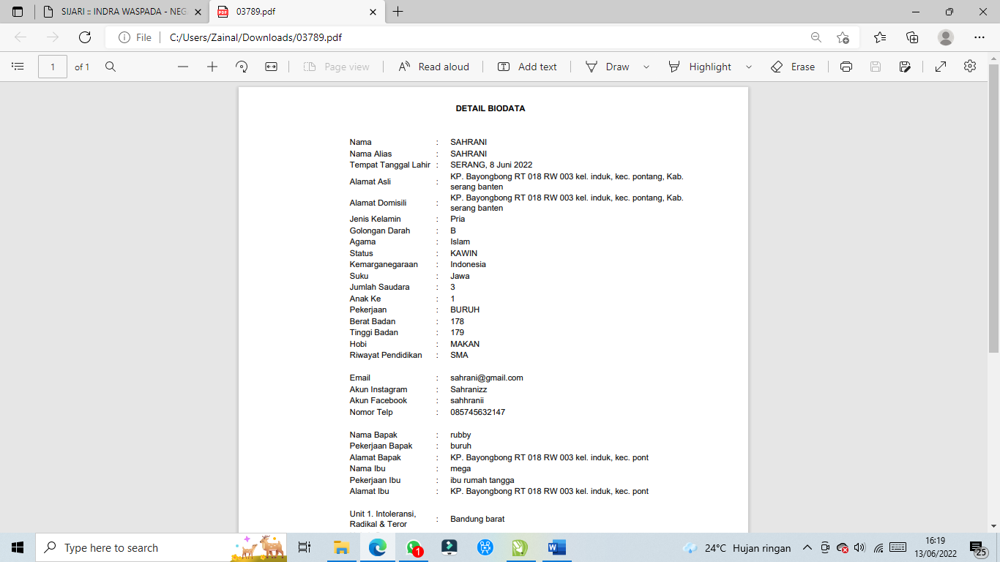 SIJARI :: INDRA WASPADA - NEG
03789.pdf
File
C:/Users/Zainal/Downloads/03789.pdf
1 of 1
Page view
Read aloud
Add text
Draw
Highlight
Erase
DETAIL BIODATA
Nama : SAHRANI
Nama Alias : SAHRANI
Tempat Tanggal Lahir : SERANG, 8 Juni 2022
Alamat Asli : KP. Bayongbong RT 018 RW 003 kel. induk, kec. pontang, Kab.
serang banten
Alamat Domisili : KP. Bayongbong RT 018 RW 003 kel. induk, kec. pontang, Kab.
serang banten
Jenis Kelamin : Pria
Golongan Darah : B
Agama : Islam
Status : KAWIN
Kemarganegaraan : Indonesia
Suku : Jawa
Jumlah Saudara : 3
Anak Ke : 1
Pekerjaan : BURUH
Berat Badan : 178
Tinggi Badan : 179
Hobi : MAKAN
Riwayat Pendidikan : SMA
Email : sahrani@gmail.com
Akun Instagram : Sahranizz
Akun Facebook : sahhranii
Nomor Telp : 085745632147
Nama Bapak : rubby
Pekerjaan Bapak : buruh
Alamat Bapak : KP. Bayongbong RT 018 RW 003 kel. induk, kec. pont
Nama Ibu : mega
Pekerjaan Ibu : ibu rumah tangga
Alamat Ibu : KP. Bayongbong RT 018 RW 003 kel. induk, kec. pont
Unit 1. Intoleransi,
Radikal & Teror : Bandung barat
Type here to search
1
24°C Hujan ringan
16:19
13/06/2022
25